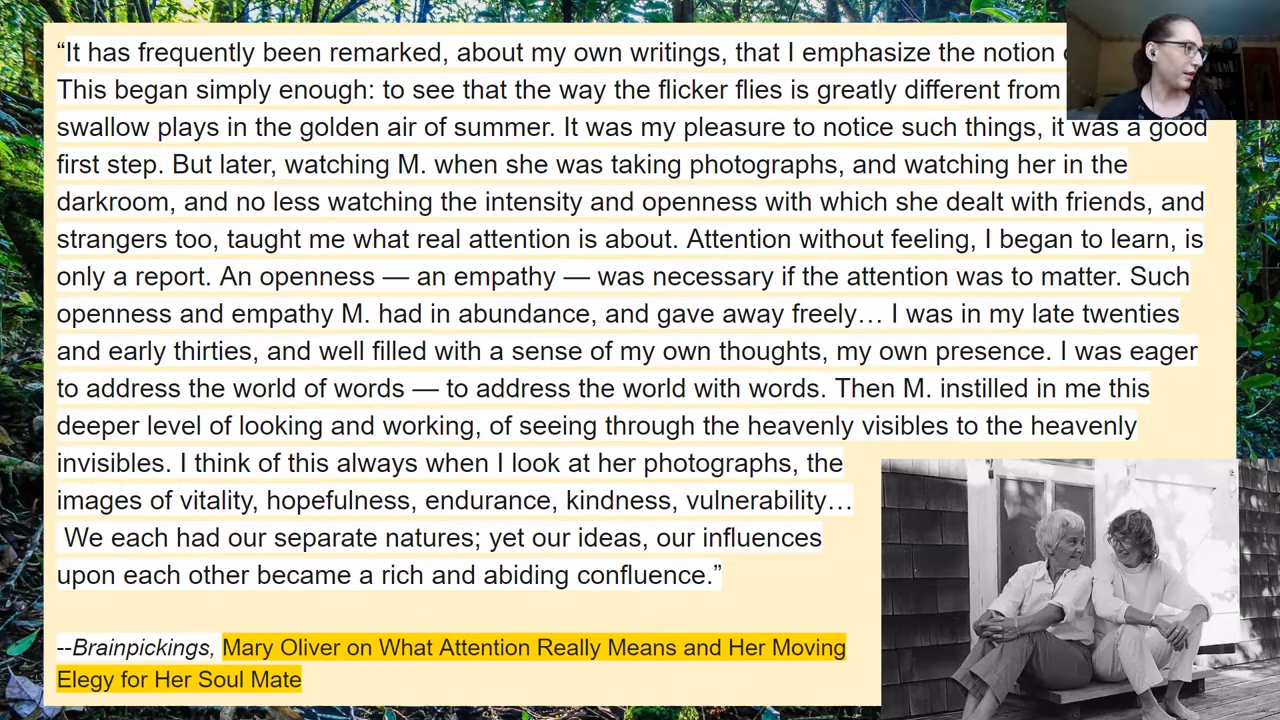 “It has frequently been remarked, about my own writings, that I emphasize the notion
This began simply enough: to see that the way the flicker flies is greatly different from
swallow plays in the golden air of summer. It was my pleasure to notice such things, it was a good
first step. But later, watching M. when she was taking photographs, and watching her in the
darkroom, and no less watching the intensity and openness with which she dealt with friends, and
strangers too, taught me what real attention is about. Attention without feeling, I began to learn, is
only a report. An openness — an empathy — was necessary if the attention was to matter. Such
openness and empathy M. had in abundance, and gave away freely… I was in my late twenties
and early thirties, and well filled with a sense of my own thoughts, my own presence. I was eager
to address the world of words — to address the world with words. Then M. instilled in me this
deeper level of looking and working, of seeing through the heavenly visibles to the heavenly
invisibles. I think of this always when I look at her photographs, the
images of vitality, hopefulness, endurance, kindness, vulnerability…
We each had our separate natures; yet our ideas, our influences
upon each other became a rich and abiding confluence.”
--Brainpickings, Mary Oliver on What Attention Really Means and Her Moving
Elegy for Her Soul Mate